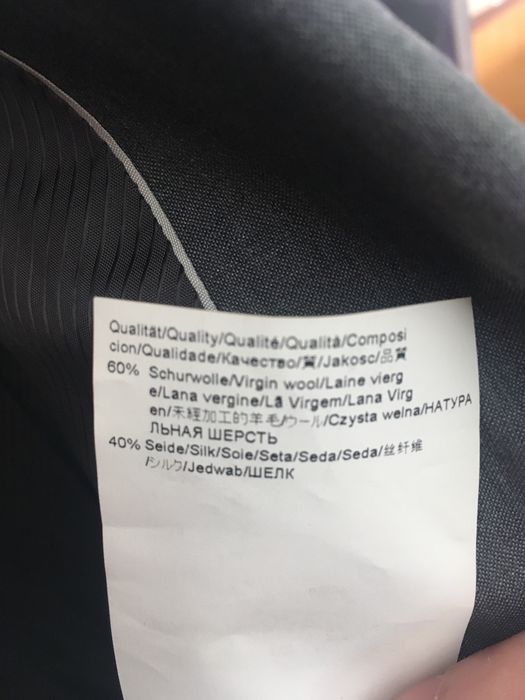 Qualität/Quality/Qualité/Qualità/Composi
cion/Qualidade/Качество/質/Jakosc/品質
60% Schurwolle/Virgin wool/Laine vierg
e/Lana vergine/Lã Virgem/Lana Virg
en/未經加工的羊毛/ウール/Czysta welna/НАТУРА
ЛЬНАЯ ШЕРСТЬ
40% Seide/Silk/Soie/Seta/Seda/Seda/丝纤维
/シルク/Jedwab/ШЕЛК